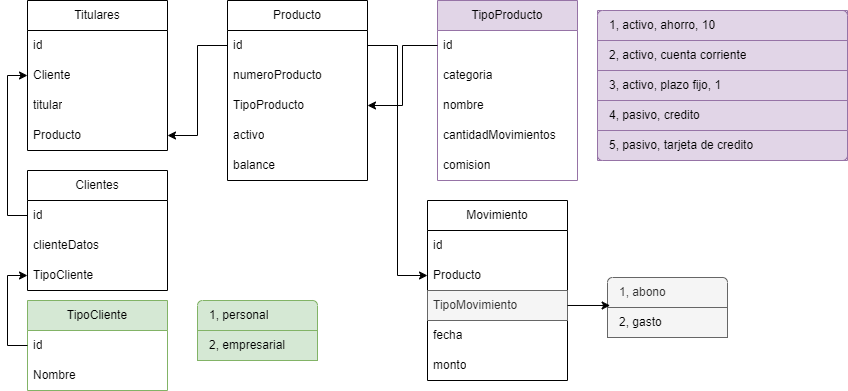 Titulares
id
Cliente
titular
Producto
Producto
id
numeroProducto
TipoProducto
activo
balance
TipoProducto
id
categoria
nombre
cantidadMovimientos
comision
1, activo, ahorro, 10
2, activo, cuenta corriente
3, activo, plazo fijo, 1
4, pasivo, credito
5, pasivo, tarjeta de credito
Clientes
id
clienteDatos
TipoCliente
TipoCliente
id
Nombre
1, personal
2, empresarial
Movimiento
id
Producto
TipoMovimiento
fecha
monto
1, abono
2, gasto